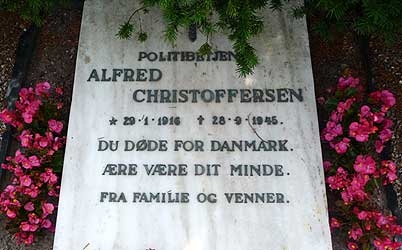 POLITIBETJENT
ALFRED
CHRISTOFFERSEN
* 29·1·1916 † 28·9·1945.
DU DØDE FOR DANMARK.
ÆRE VÆRE DIT MINDE.
FRA FAMILIE OG VENNER.